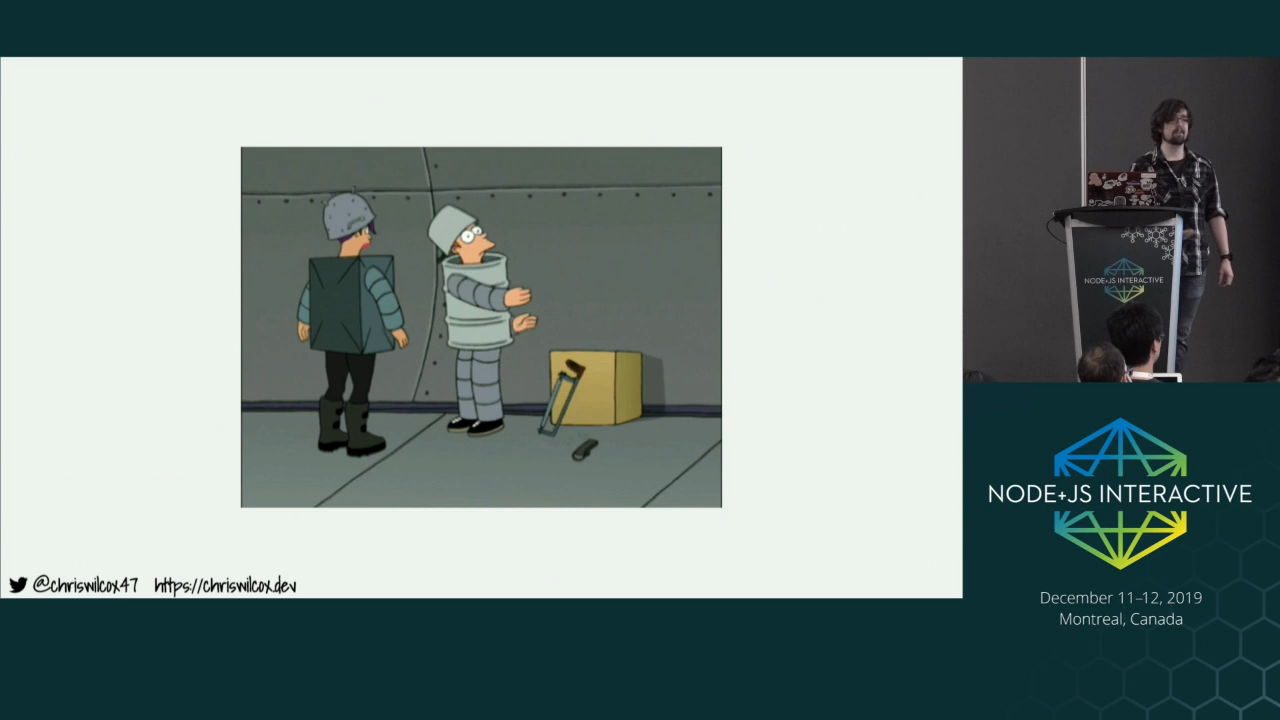 @chriswilcox47 https://chriswilcox.dev
NODE+JS INTERACTIVE
NODE+JS INTERACTIVE
December 11–12, 2019
Montreal, Canada